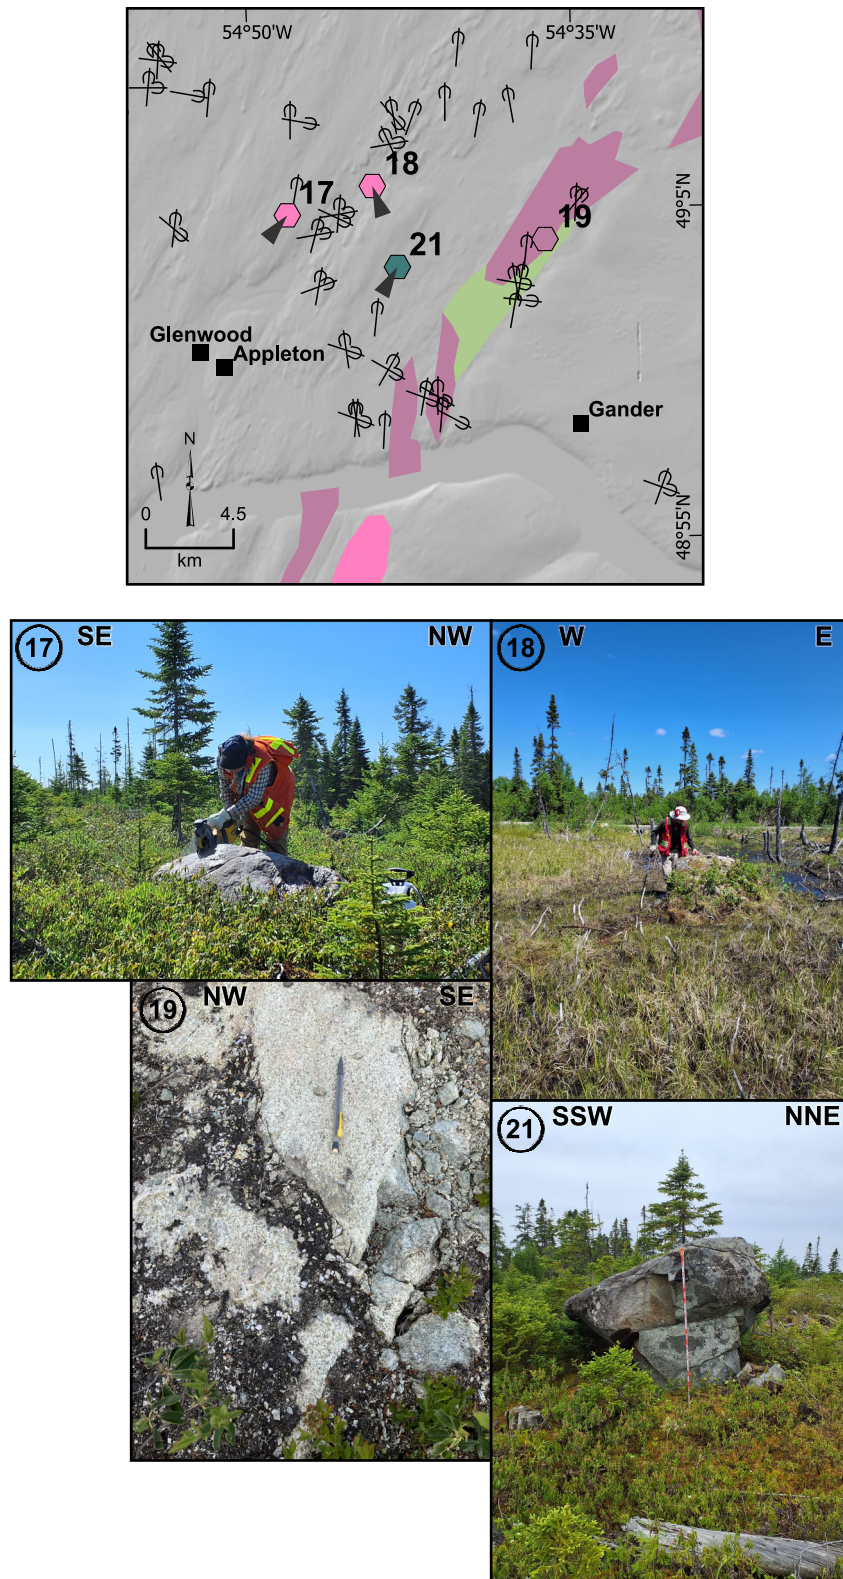 54°50'W 54°35'W
18
17
49°5'N
19
21
Glenwood
Appleton
Gander
N
0 4.5
km
48°55'N
17 SE NW
18 W E
19 NW SE
21 SSW NNE